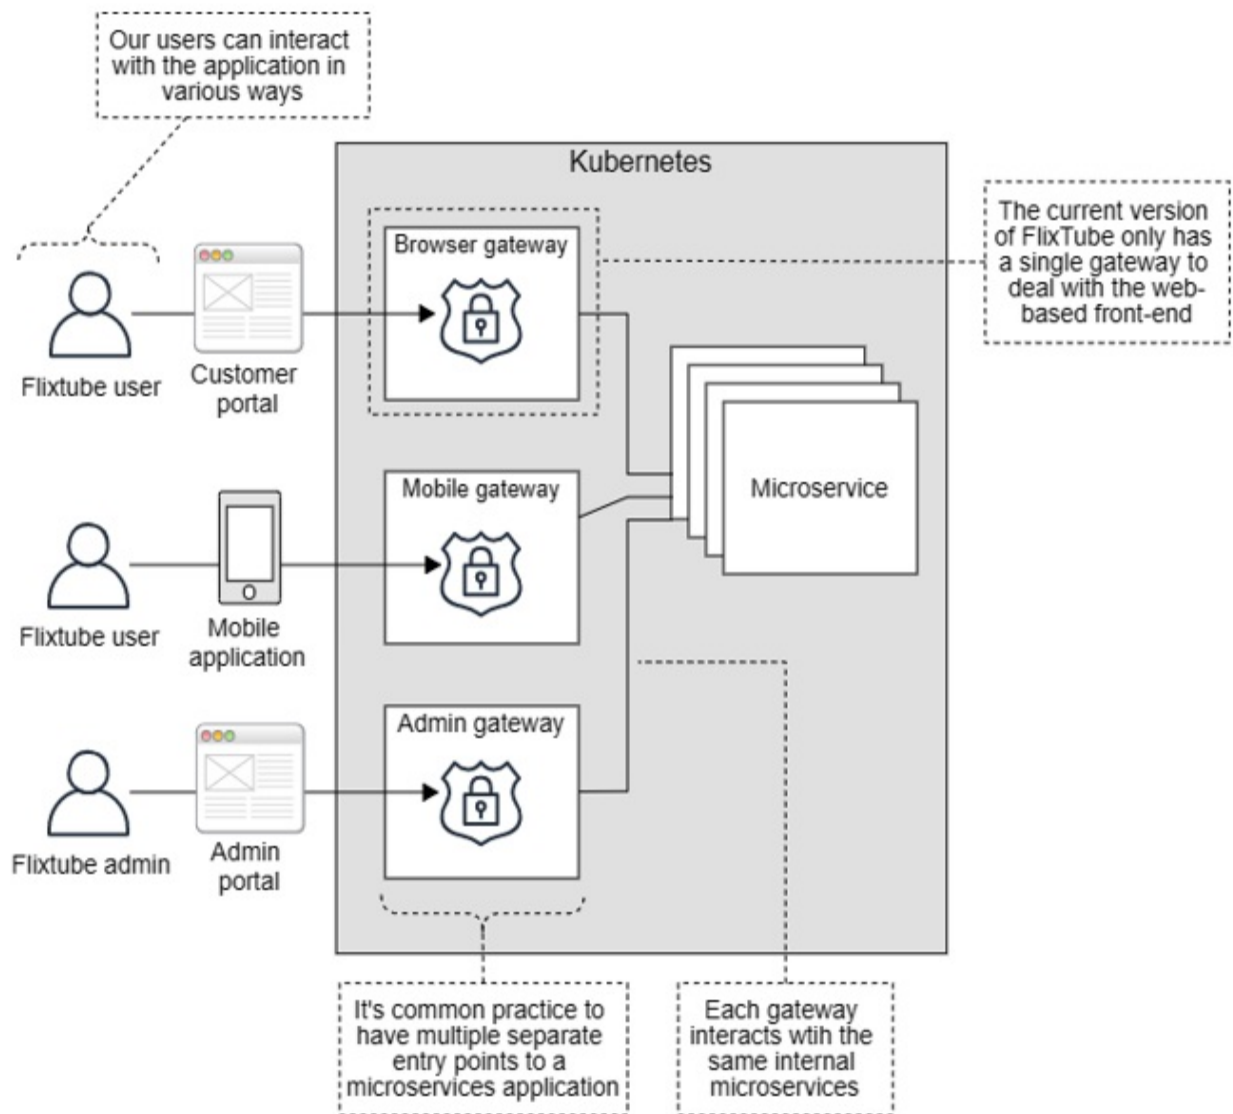 Our users can interact
with the application in
various ways
Kubernetes
Browser gateway
The current version
of FlixTube only has
a single gateway to
deal with the web-
based front-end
Flixtube user
Customer
portal
Mobile gateway
Microservice
Flixtube user
Mobile
application
Admin gateway
Flixtube admin
Admin
portal
It's common practice to
have multiple separate
entry points to a
microservices application
Each gateway
interacts wtih the
same internal
microservices